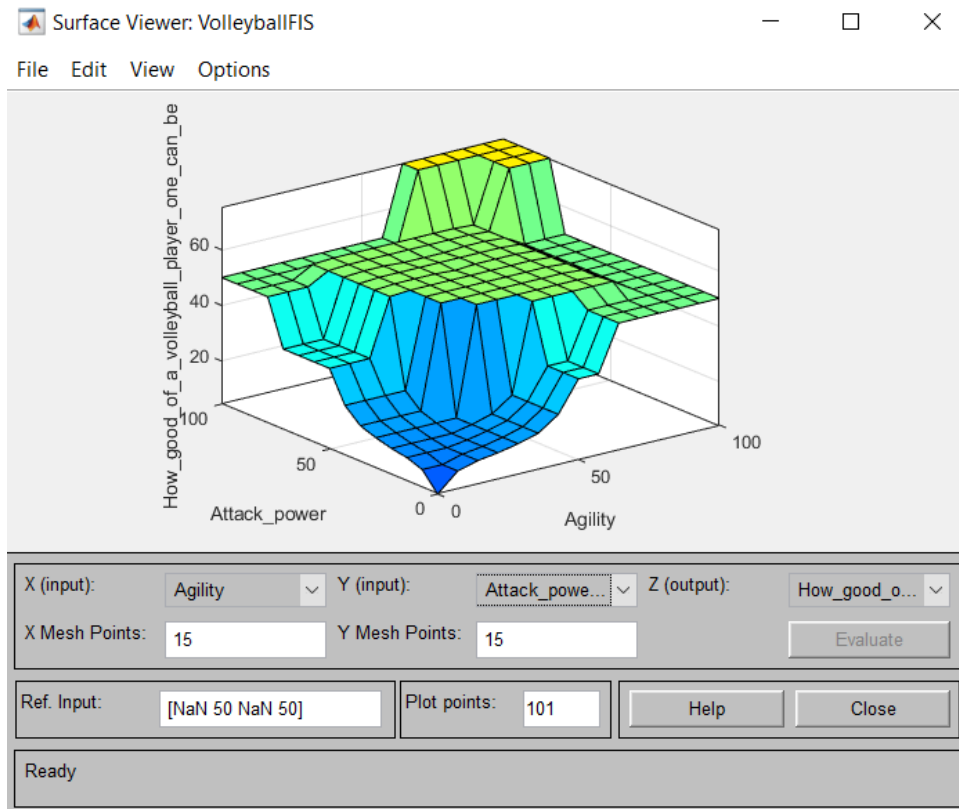 Surface Viewer: VolleyballFIS
File Edit View Options
How_good_of_a_volleyball_player_one_can_be
60
40
20
100
50
0
Attack_power
0
50
100
Agility
X (input): Agility Y (input): Attack_powe... Z (output): How_good_o...
X Mesh Points: 15 Y Mesh Points: 15 Evaluate
Ref. Input: [NaN 50 NaN 50] Plot points: 101 Help Close
Ready